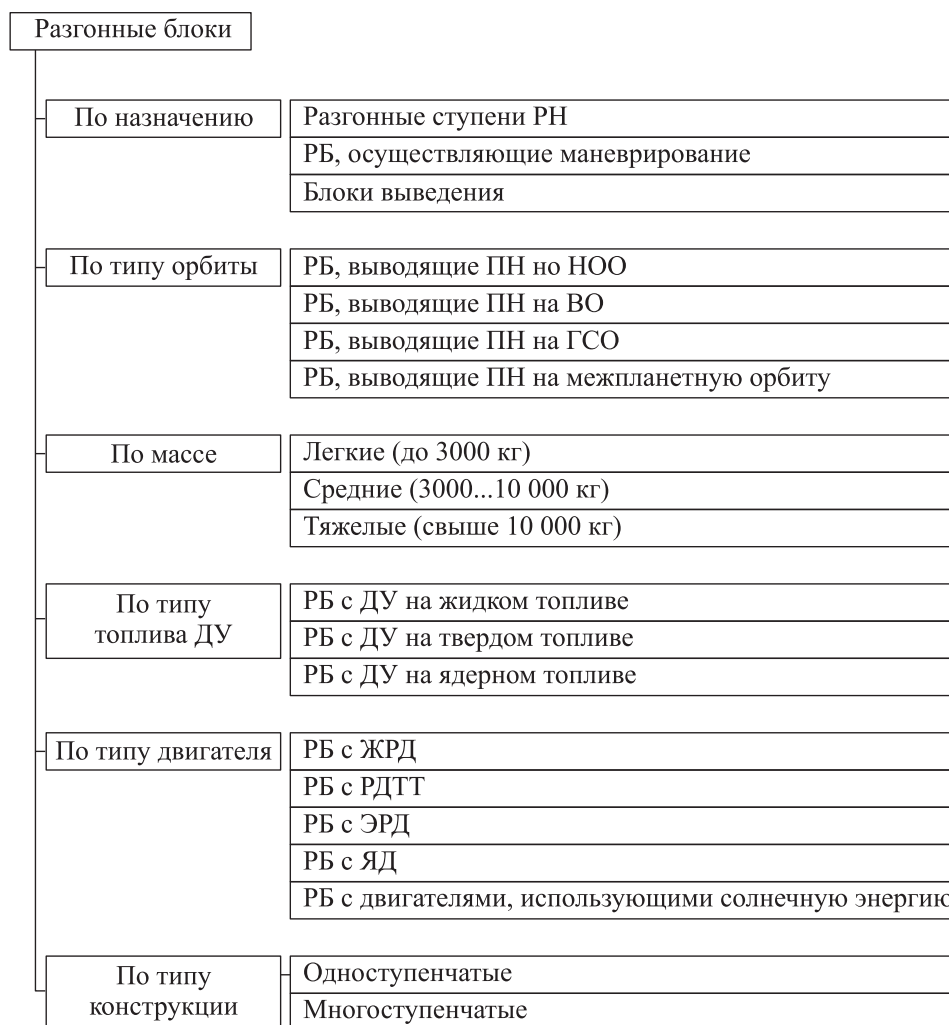 Разгонные блоки
По назначению
Разгонные ступени РН
РБ, осуществляющие маневрирование
Блоки выведения
По типу орбиты
РБ, выводящие ПН но НОО
РБ, выводящие ПН на ВО
РБ, выводящие ПН на ГСО
РБ, выводящие ПН на межпланетную орбиту
По массе
Легкие (до 3000 кг)
Средние (3000...10 000 кг)
Тяжелые (свыше 10 000 кг)
По типу
топлива ДУ
РБ с ДУ на жидком топливе
РБ с ДУ на твердом топливе
РБ с ДУ на ядерном топливе
По типу двигателя
РБ с ЖРД
РБ с РДТТ
РБ с ЭРД
РБ с ЯД
РБ с двигателями, использующими солнечную энергию
По типу
конструкции
Одноступенчатые
Многоступенчатые